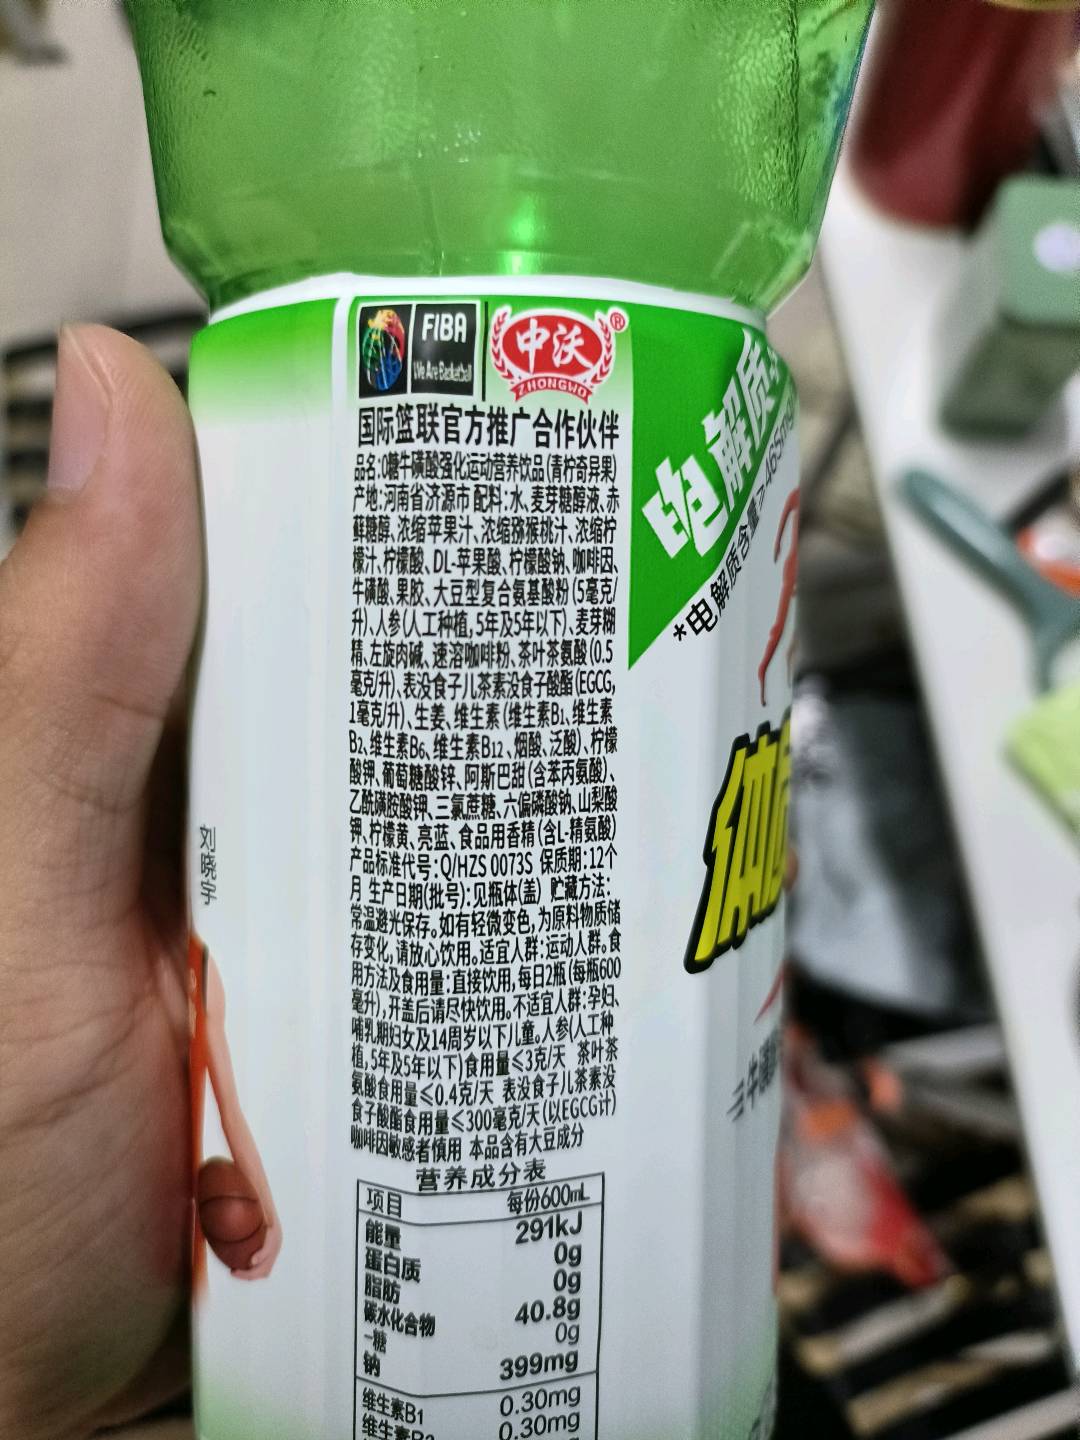 FIBA
We Are Basketball
中沃®
ZHONGWO
国际篮联官方推广合作伙伴
品名:0糖牛磺酸强化运动营养饮品(青柠奇异果)
产地:河南省济源市 配料:水、麦芽糖醇液、赤
藓糖醇、浓缩苹果汁、浓缩猕猴桃汁、浓缩柠
檬汁、柠檬酸、DL-苹果酸、柠檬酸钠、咖啡因、
牛磺酸、果胶、大豆型复合氨基酸粉(5毫克/
升)、人参(人工种植,5年及5年以下)、麦芽糊
精、左旋肉碱、速溶咖啡粉、茶叶茶氨酸(0.5
毫克/升)、表没食子儿茶素没食子酸酯(EGCG,
1毫克/升)、生姜、维生素(维生素B1、维生素
B2、维生素B6、维生素B12、烟酸、泛酸)、柠檬
酸钾、葡萄糖酸锌、阿斯巴甜(含苯丙氨酸)、
乙酰磺胺酸钾、三氯蔗糖、六偏磷酸钠、山梨酸
钾、柠檬黄、亮蓝、食品用香精(含L-精氨酸)
产品标准代号:Q/HZS 0073S 保质期:12个
月 生产日期(批号):见瓶体(盖) 贮藏方法:
常温避光保存。如有轻微变色,为原料物质储
存变化,请放心饮用。适宜人群:运动人群。食
用方法及食用量:直接饮用,每日2瓶(每瓶600
毫升),开盖后请尽快饮用。不适宜人群:孕妇、
哺乳期妇女及14周岁以下儿童。人参(人工种
植,5年及5年以下)食用量≤3克/天 茶叶茶
氨酸食用量≤0.4克/天 表没食子儿茶素没
食子酸酯食用量≤300毫克/天(以EGCG计)
咖啡因敏感者慎用 本品含有大豆成分
营养成分表
项目 每份600mL
能量 291kJ
蛋白质 0g
脂肪 0g
碳水化合物 40.8g
-糖 0g
钠 399mg
维生素B1 0.30mg
维生素B2 0.30mg
刘晓宇
电解质
*电解质含量≥465mg
体质